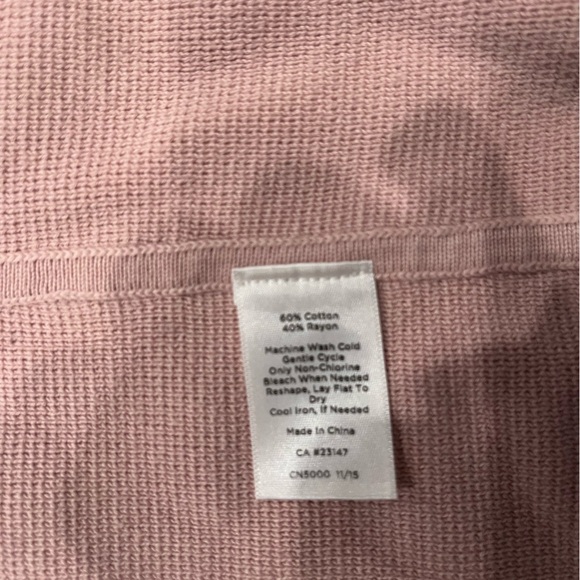 60% Cotton
40% Rayon
Machine Wash Cold
Gentle Cycle
Only Non-Chlorine
Bleach When Needed
Reshape, Lay Flat To
Dry
Cool Iron, If Needed
Made In China
CA #23147
CN5000 11/15